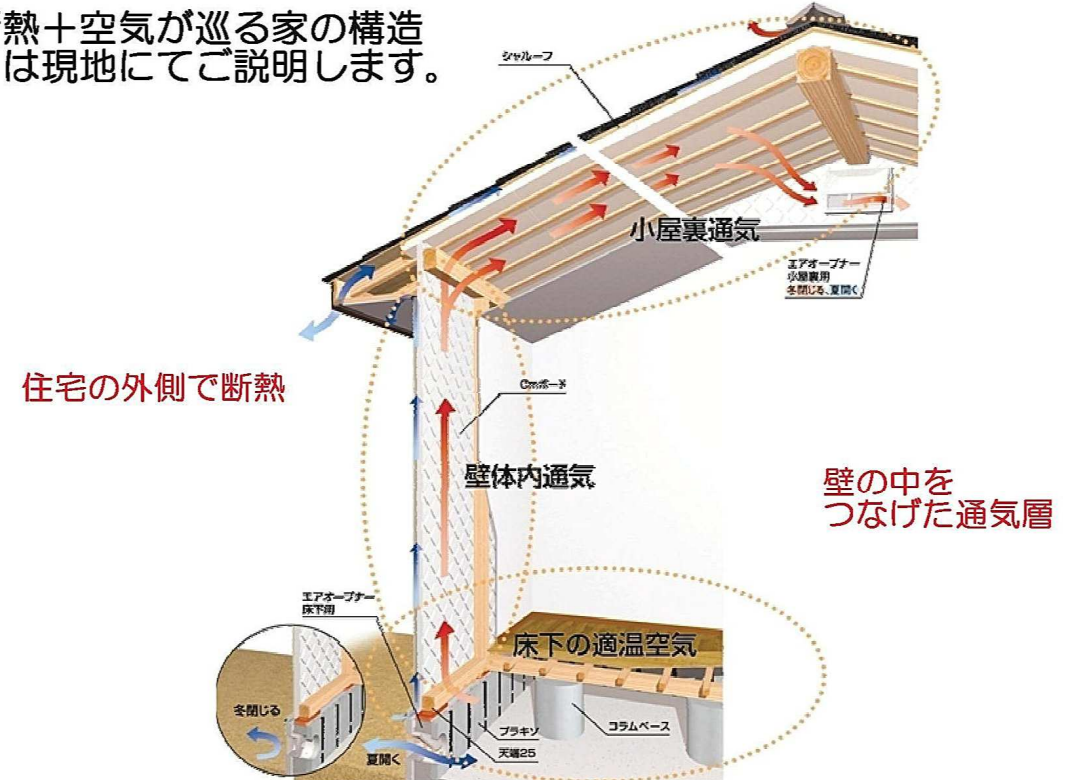 熱＋空気が巡る家の構造
は現地にてご説明します。
シャルーフ
小屋裏通気
エアオープナー
小屋裏用
冬閉じる、夏開く
住宅の外側で断熱
壁体内通気
壁の中を
つなげた通気層
エアオープナー
床下用
床下の適温空気
冬閉じる
プラキソ
コラムベース
天端25
夏開く